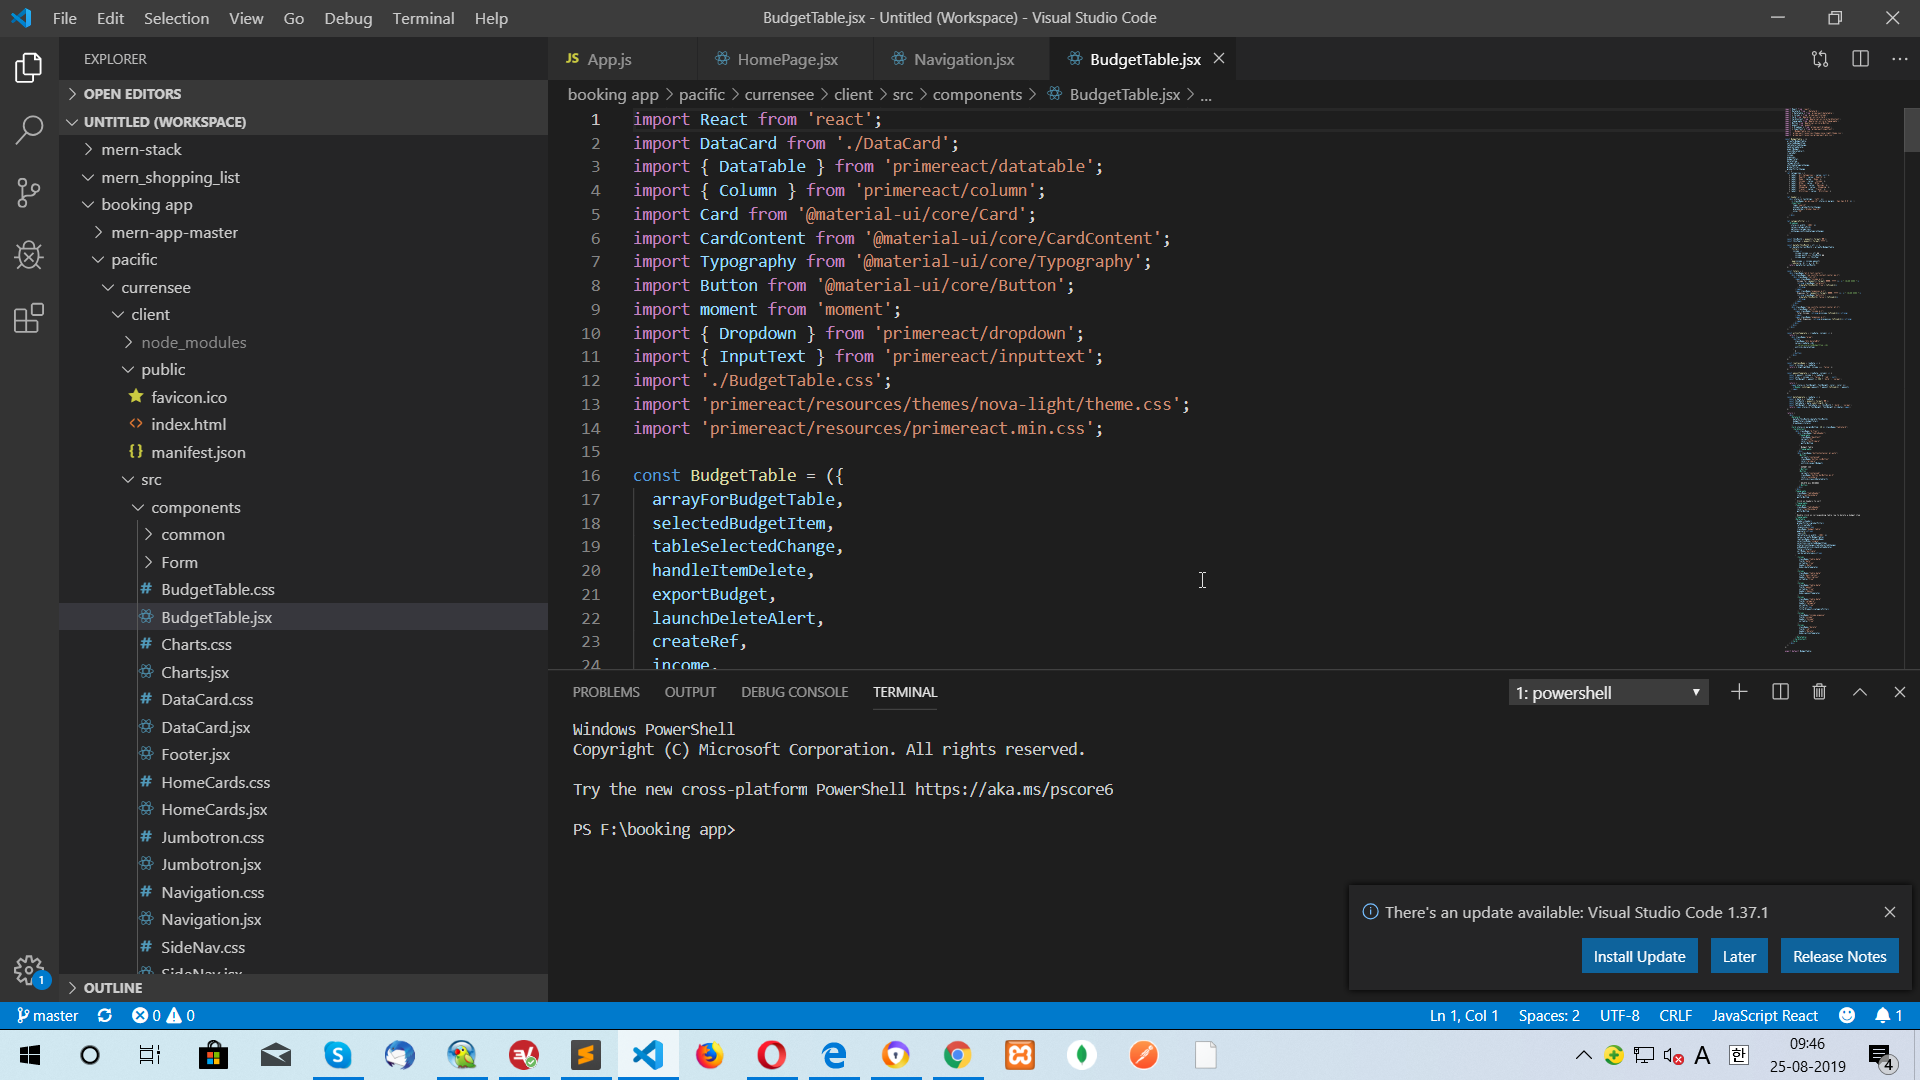 File Edit Selection View Go Debug Terminal Help
BudgetTable.jsx - Untitled (Workspace) - Visual Studio Code
EXPLORER
OPEN EDITORS
UNTITLED (WORKSPACE)
mern-stack
mern_shopping_list
booking app
mern-app-master
pacific
currensee
client
node_modules
public
favicon.ico
index.html
manifest.json
src
components
common
Form
BudgetTable.css
BudgetTable.jsx
Charts.css
Charts.jsx
DataCard.css
DataCard.jsx
Footer.jsx
HomeCards.css
HomeCards.jsx
Jumbotron.css
Jumbotron.jsx
Navigation.css
Navigation.jsx
SideNav.css
SideNav.jsx
OUTLINE
JS App.js HomePage.jsx Navigation.jsx BudgetTable.jsx
booking app > pacific > currensee > client > src > components > BudgetTable.jsx > ...
1 import React from 'react';
2 import DataCard from './DataCard';
3 import { DataTable } from 'primereact/datatable';
4 import { Column } from 'primereact/column';
5 import Card from '@material-ui/core/Card';
6 import CardContent from '@material-ui/core/CardContent';
7 import Typography from '@material-ui/core/Typography';
8 import Button from '@material-ui/core/Button';
9 import moment from 'moment';
10 import { Dropdown } from 'primereact/dropdown';
11 import { InputText } from 'primereact/inputtext';
12 import './BudgetTable.css';
13 import 'primereact/resources/themes/nova-light/theme.css';
14 import 'primereact/resources/primereact.min.css';
15
16 const BudgetTable = ({
17 arrayForBudgetTable,
18 selectedBudgetItem,
19 tableSelectedChange,
20 handleItemDelete,
21 exportBudget,
22 launchDeleteAlert,
23 createRef,
24 income,
PROBLEMS OUTPUT DEBUG CONSOLE TERMINAL
1: powershell
Windows PowerShell
Copyright (C) Microsoft Corporation. All rights reserved.
Try the new cross-platform PowerShell https://aka.ms/pscore6
PS F:\booking app>
There's an update available: Visual Studio Code 1.37.1
Install Update Later Release Notes
1
master 0 0
Ln 1, Col 1 Spaces: 2 UTF-8 CRLF JavaScript React 1
A 한
09:46
25-08-2019
4